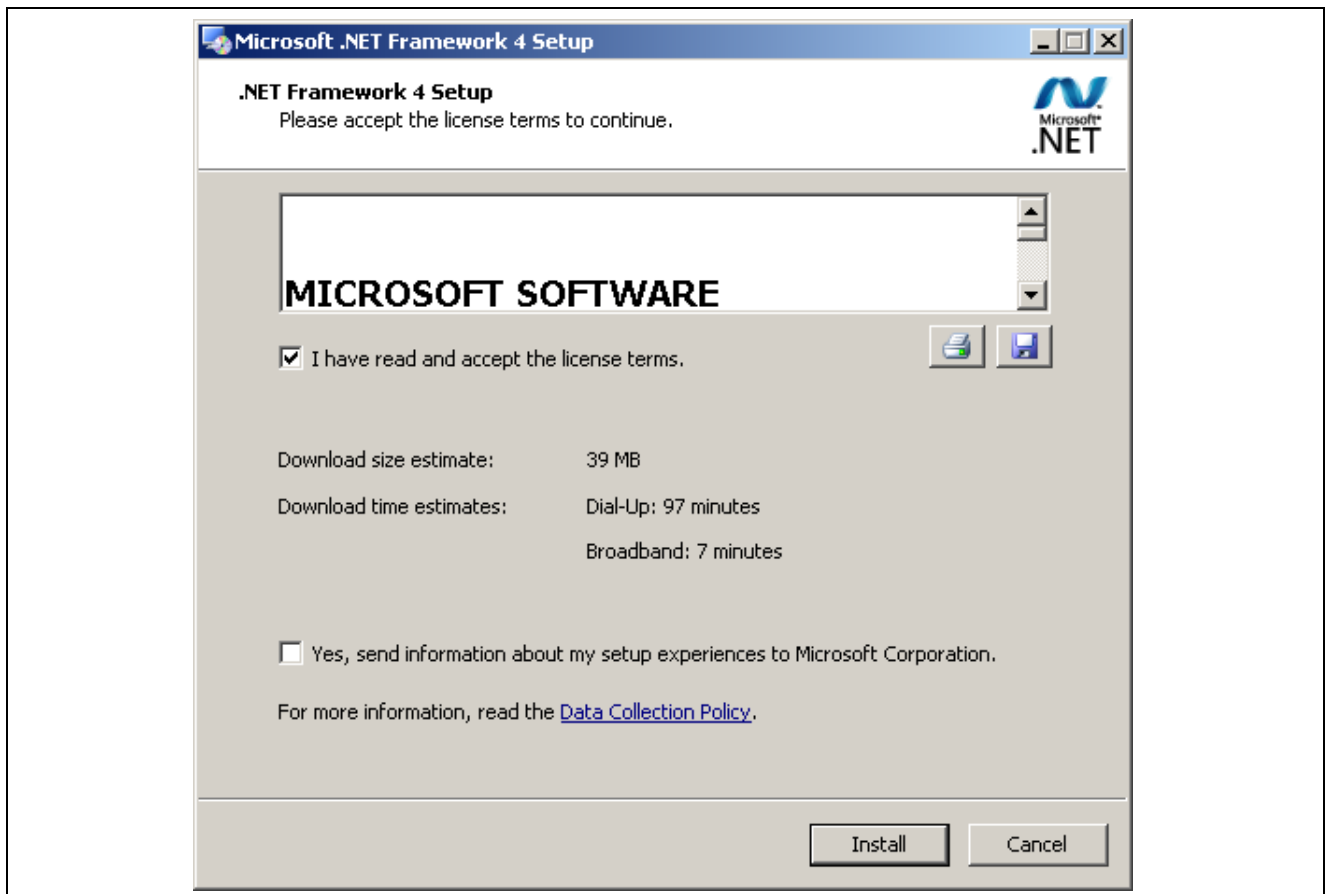 Microsoft .NET Framework 4 Setup
.NET Framework 4 Setup
Please accept the license terms to continue.
Microsoft®
.NET
MICROSOFT SOFTWARE
I have read and accept the license terms.
Download size estimate: 39 MB
Download time estimates: Dial-Up: 97 minutes
Broadband: 7 minutes
Yes, send information about my setup experiences to Microsoft Corporation.
For more information, read the Data Collection Policy.
Install Cancel